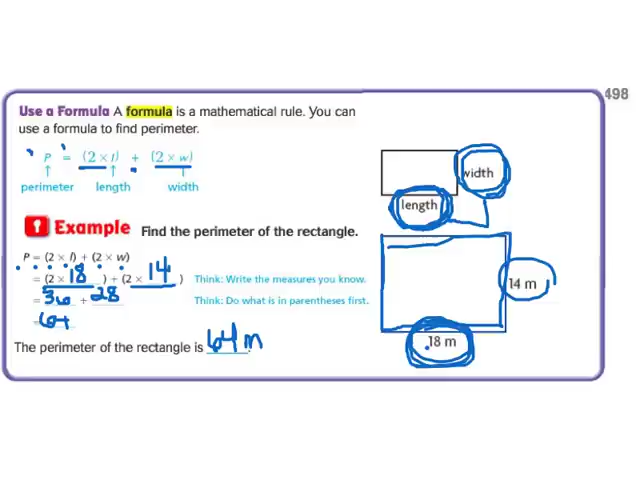 498
Use a Formula A formula is a mathematical rule. You can
use a formula to find perimeter.
P = (2 × l) + (2 × w)
perimeter length width
width
length
Example Find the perimeter of the rectangle.
P = (2 × l) + (2 × w)
= (2 × 18 ) + (2 × 14 ) Think: Write the measures you know.
= 36 + 28 Think: Do what is in parentheses first.
= 64
14 m
18 m
The perimeter of the rectangle is 64 m.